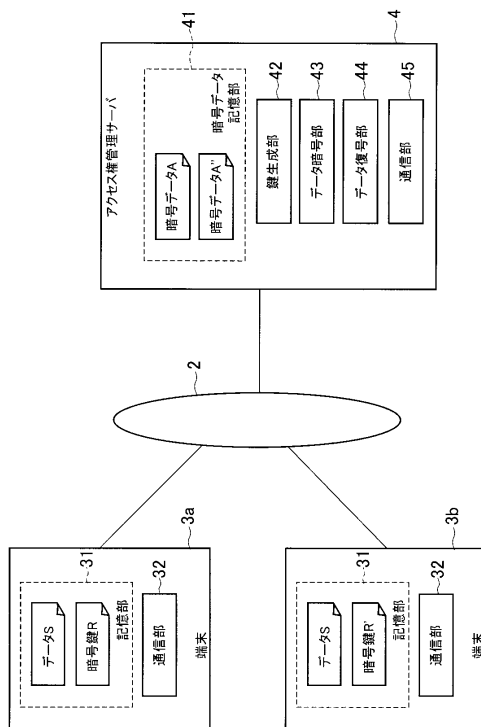 アクセス権管理サーバ
41
暗号データA
暗号データA"
暗号データ
記憶部
鍵生成部
42
データ暗号部
43
データ復号部
44
通信部
45
4
2
3a
31
データS
暗号鍵R
記憶部
通信部
32
端末
3b
31
データS
暗号鍵R'
記憶部
通信部
32
端末